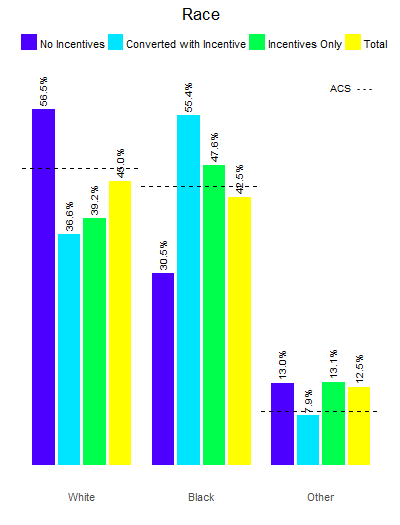 Race
No Incentives Converted with Incentive Incentives Only Total
ACS ---
56.5% 36.6% 39.2% 45.0% 30.5% 55.4% 47.6% 42.5% 13.0% 7.9% 13.1% 12.5%
White Black Other